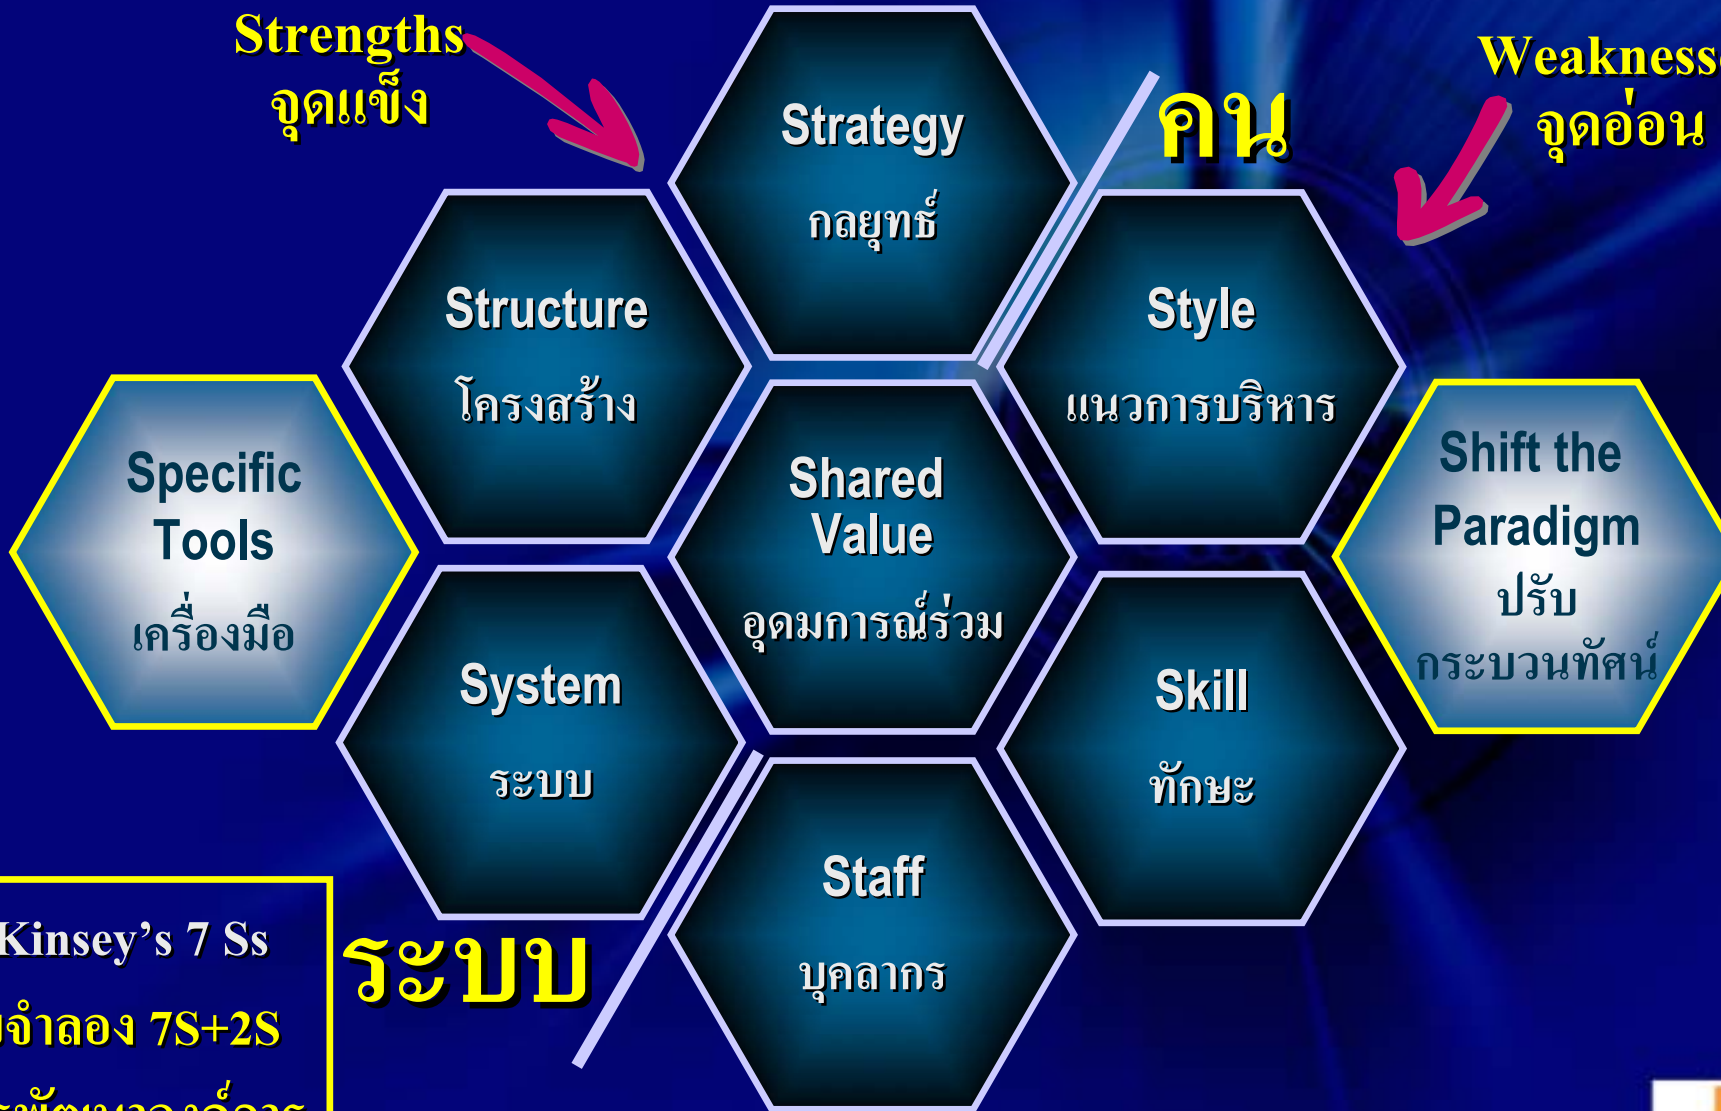 Strengths
จุดแข็ง
Weakness
จุดอ่อน
คน
Strategy
กลยุทธ์
Structure
โครงสร้าง
Style
แนวการบริหาร
Specific
Tools
เครื่องมือ
Shared
Value
อุดมการณ์ร่วม
Shift the
Paradigm
ปรับ
กระบวนทัศน์
System
ระบบ
Skill
ทักษะ
Staff
บุคลากร
ระบบ
Kinsey’s 7 Ss
จำลอง 7S+2S